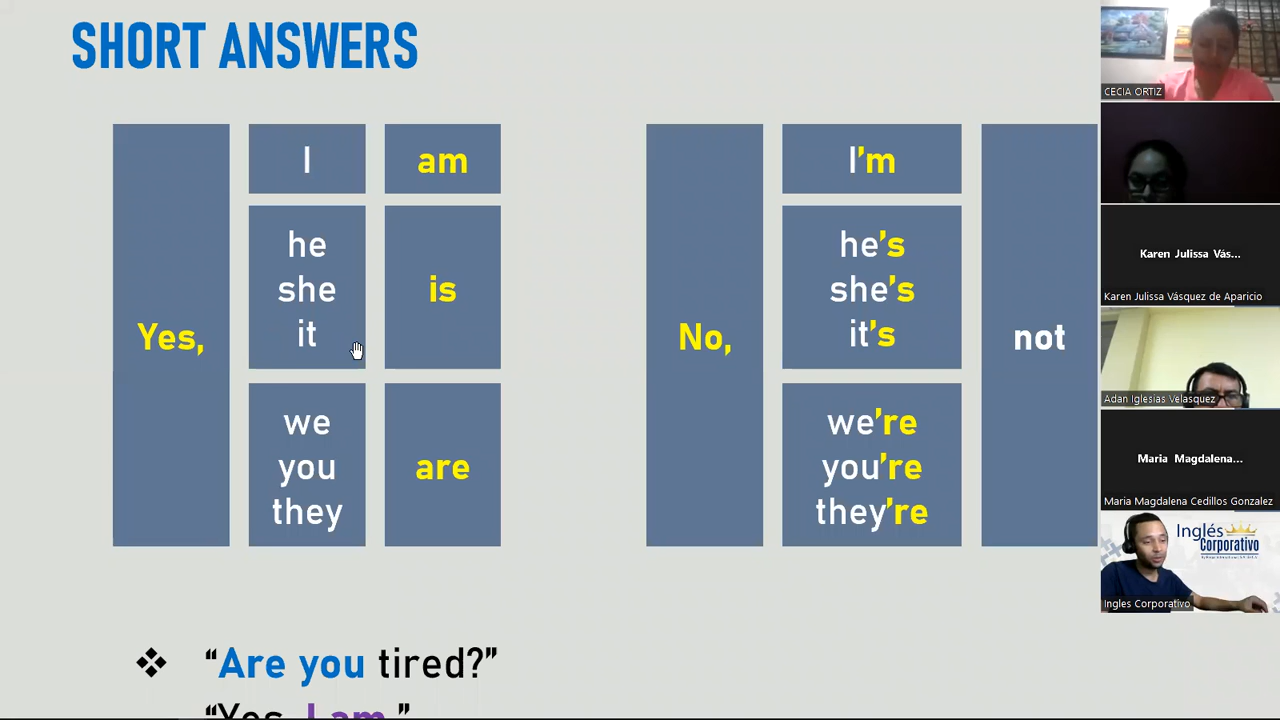 SHORT ANSWERS
Yes,
I
am
he
she
it
is
we
you
they
are
No,
I'm
he's
she's
it's
we're
you're
they're
not
❖ “Are you tired?”
“Yes, I am.”
CECIA ORTIZ
Karen Julissa Vás...
Karen Julissa Vásquez de Aparicio
Adan Iglesias Velasquez
Maria Magdalena...
Maria Magdalena Cedillos Gonzalez
Inglés
Corporativo
Ingles Corporativo